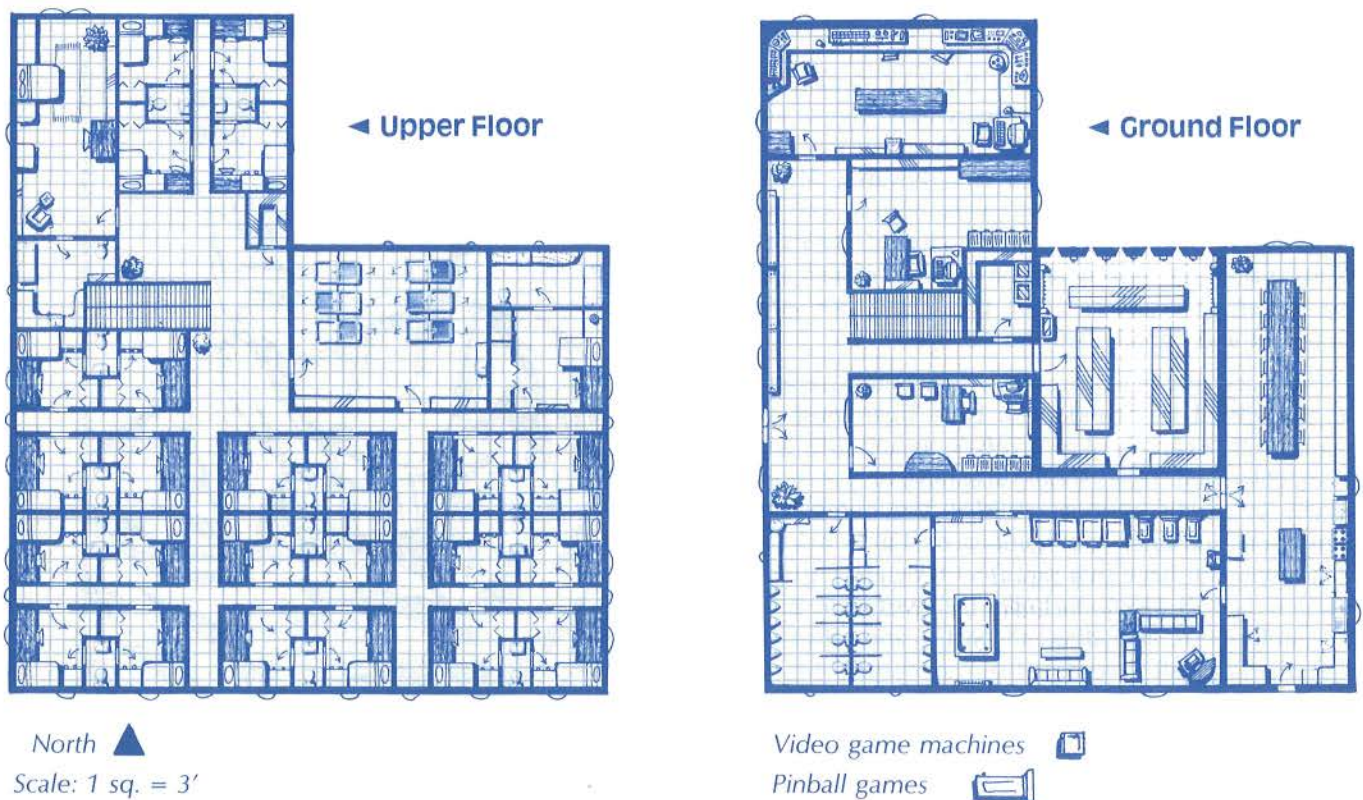 ◄ Upper Floor
◄ Ground Floor
North ▲
Scale: 1 sq. = 3'
Video game machines
Pinball games